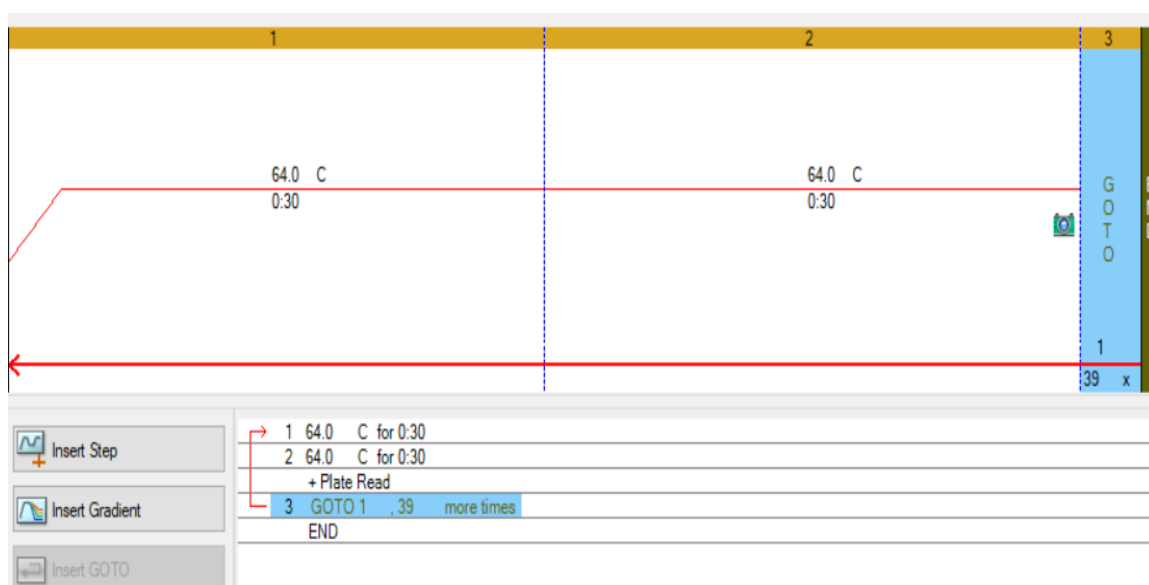 1 2 3
64.0 C 64.0 C
0:30 0:30
G
O
T
O
1
39 x
Insert Step
Insert Gradient
Insert GOTO
1 64.0 C for 0:30
2 64.0 C for 0:30
+ Plate Read
3 GOTO 1 , 39 more times
END